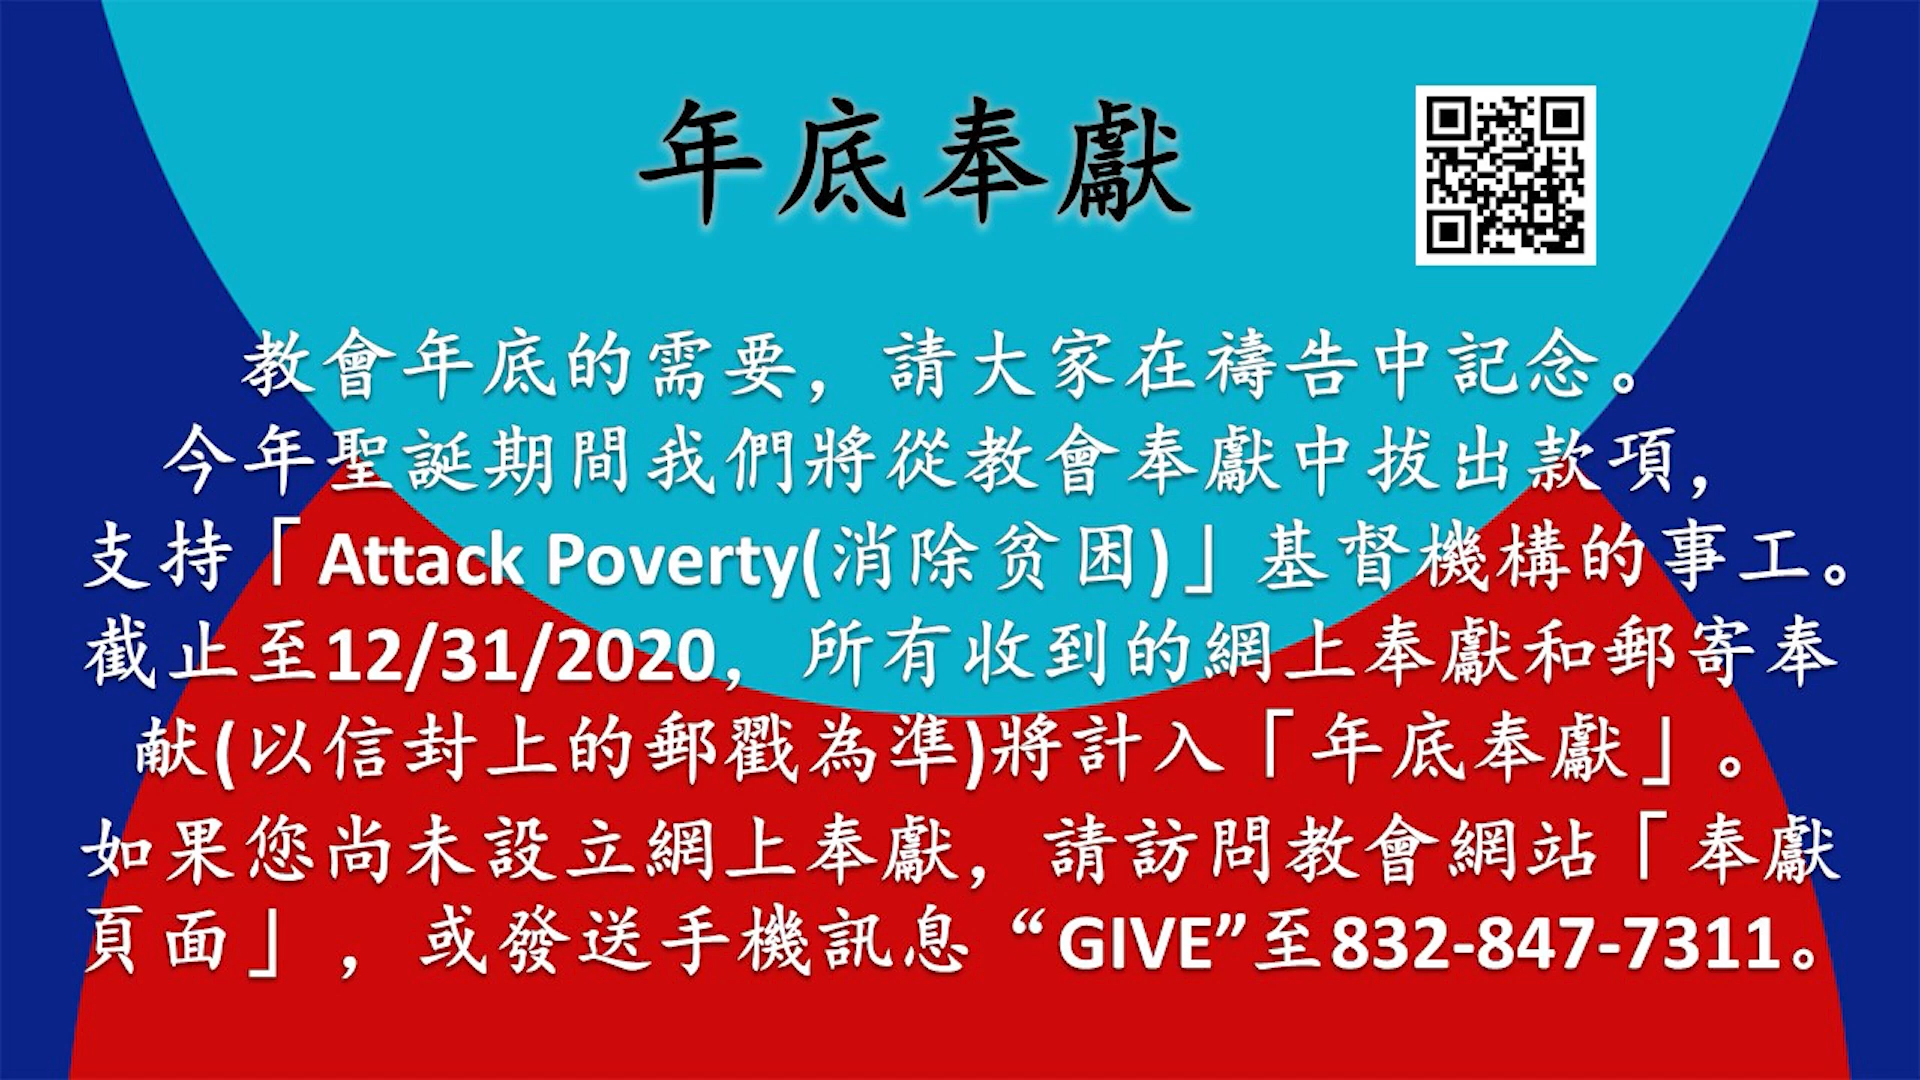 年底奉獻
教會年底的需要，請大家在禱告中記念。
今年聖誕期間我們將從教會奉獻中拔出款項，
支持「Attack Poverty(消除贫困)」基督機構的事工。
截止至12/31/2020，所有收到的網上奉獻和郵寄奉
献(以信封上的郵戳為準)將計入「年底奉獻」。
如果您尚未設立網上奉獻，請訪問教會網站「奉獻
頁面」，或發送手機訊息“GIVE”至832-847-7311。